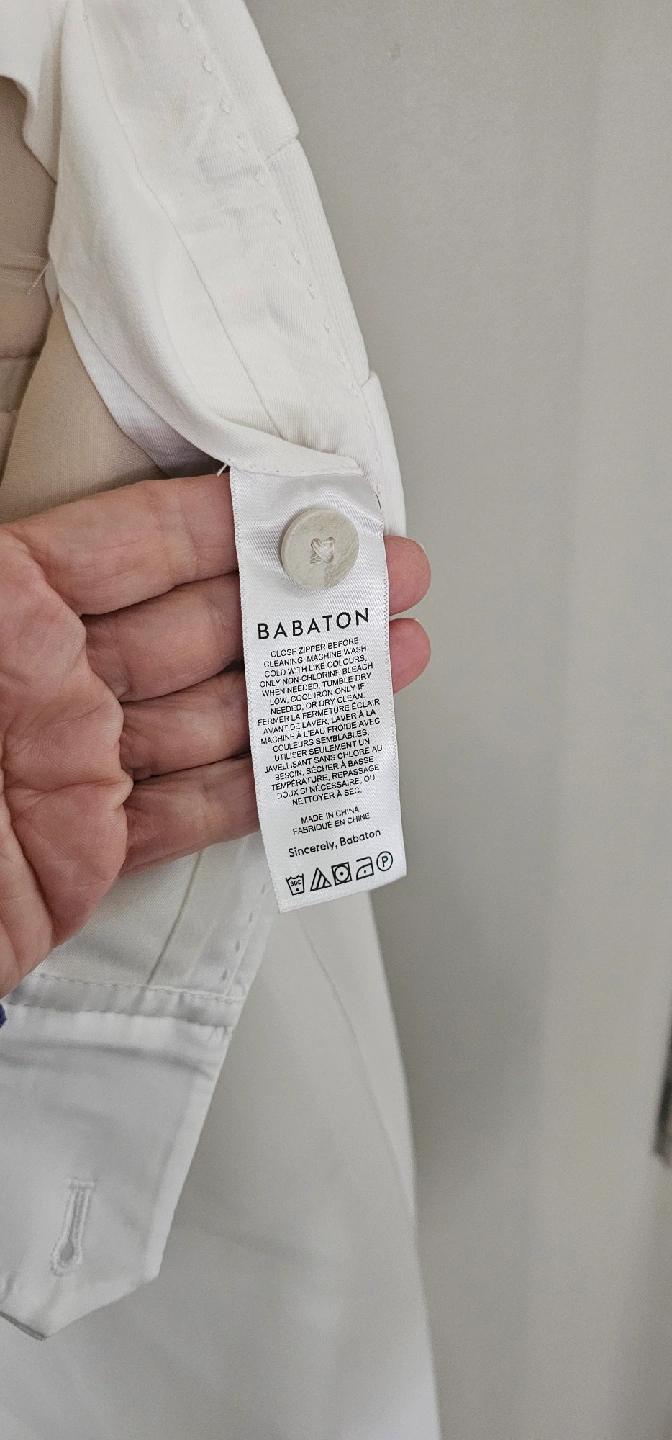 BABATON
CLOSE ZIPPER BEFORE
CLEANING. MACHINE WASH
COLD WITH LIKE COLOURS,
ONLY NON-CHLORINE BLEACH
WHEN NEEDED, TUMBLE DRY
LOW, COOL IRON ONLY IF
NEEDED, OR DRY CLEAN.
FERMER LA FERMETURE ÉCLAIR
AVANT DE LAVER. LAVER À LA
MACHINE À L'EAU FROIDE AVEC
COULEURS SEMBLABLES,
UTILISER SEULEMENT UN
JAVELLISANT SANS CHLORE AU
BESOIN, SÉCHER À BASSE
TEMPÉRATURE, REPASSAGE
DOUX SI NÉCESSAIRE, OU
NETTOYER À SEC.
MADE IN CHINA
FABRIQUÉ EN CHINE
Sincerely, Babaton
30C P